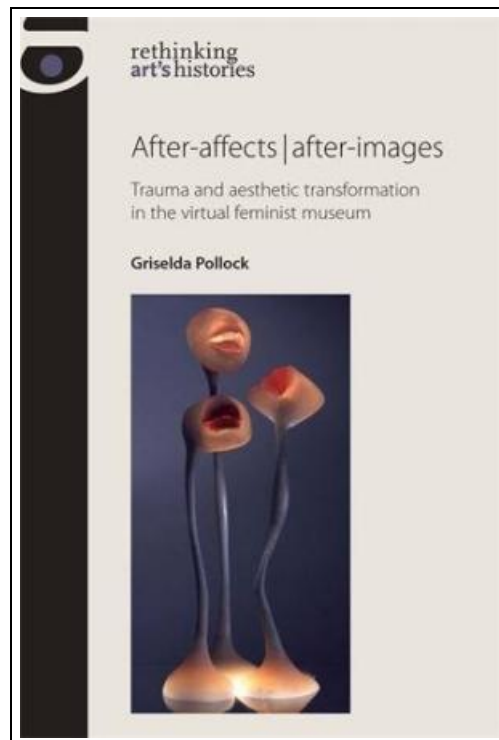 rethinking
art's histories
After-affects | after-images
Trauma and aesthetic transformation
in the virtual feminist museum
Griselda Pollock